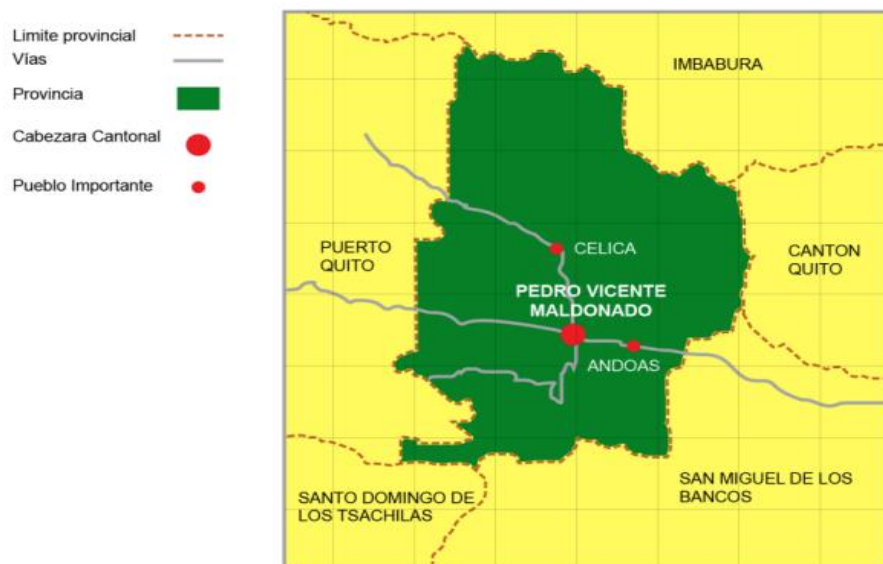 Limite provincial
Vías
Provincia
Cabezara Cantonal
Pueblo Importante
IMBABURA
PUERTO
QUITO
CELICA
CANTON
QUITO
PEDRO VICENTE
MALDONADO
ANDOAS
SANTO DOMINGO DE
LOS TSACHILAS
SAN MIGUEL DE LOS
BANCOS